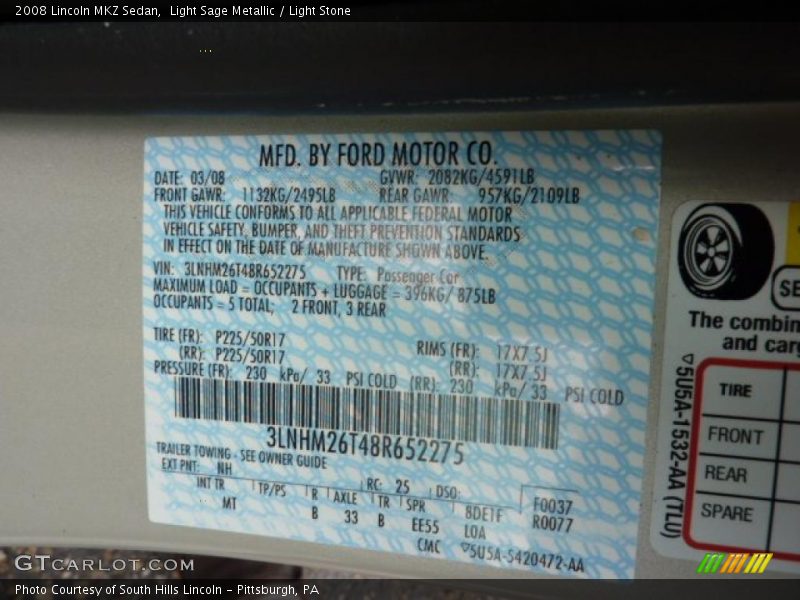 2008 Lincoln MKZ Sedan,  Light Sage Metallic / Light Stone
MFD. BY FORD MOTOR CO.
DATE: 03/08 GVWR: 2082KG/4591LB
FRONT GAWR: 1132KG/2495LB REAR GAWR: 957KG/2109LB
THIS VEHICLE CONFORMS TO ALL APPLICABLE FEDERAL MOTOR
VEHICLE SAFETY, BUMPER, AND THEFT PREVENTION STANDARDS
IN EFFECT ON THE DATE OF MANUFACTURE SHOWN ABOVE.
VIN: 3LNHM26T48R652275 TYPE: Passenger Car
MAXIMUM LOAD = OCCUPANTS + LUGGAGE = 396KG/ 875LB
OCCUPANTS = 5 TOTAL; 2 FRONT, 3 REAR
TIRE (FR): P225/50R17 RIMS (FR): 17X7.5J
(RR): P225/50R17 (RR): 17X7.5J
PRESSURE (FR): 230 kPa/ 33 PSI COLD (RR): 230 kPa/ 33 PSI COLD
3LNHM26T48R652275
TRAILER TOWING - SEE OWNER GUIDE
EXT PNT: NH RC: 25 DSO: F0037
INT TR TP/PS R AXLE TR SPR R0077
MT B 33 B EE55 LOA
CMC ▽5U5A-5420472-AA
SE
The combin
and carg
TIRE
FRONT
REAR
SPARE
▽5U5A-1532-AA (TLU)
GTCARLOT.COM
Photo Courtesy of South Hills Lincoln - Pittsburgh, PA